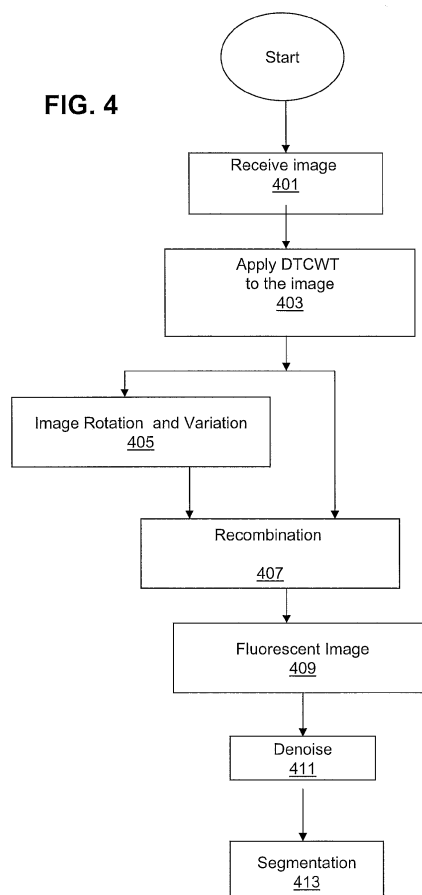 Start
FIG. 4
Receive image
401
Apply DTCWT
to the image
403
Image Rotation and Variation
405
Recombination
407
Fluorescent Image
409
Denoise
411
Segmentation
413